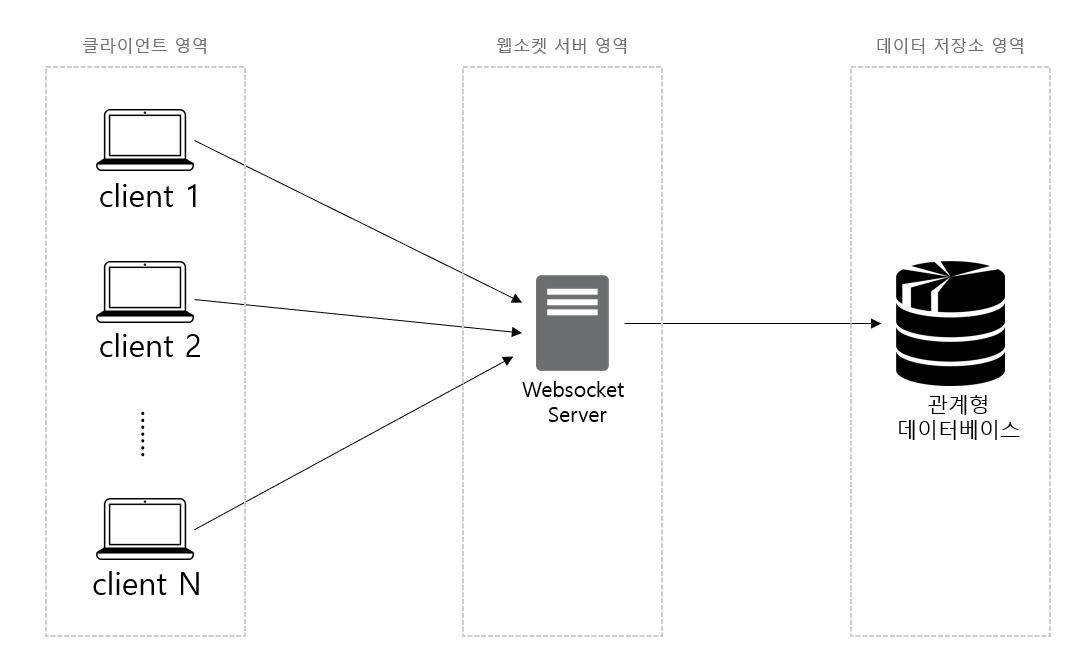 클라이언트 영역
웹소켓 서버 영역
데이터 저장소 영역
client 1
client 2
client N
Websocket
Server
관계형
데이터베이스